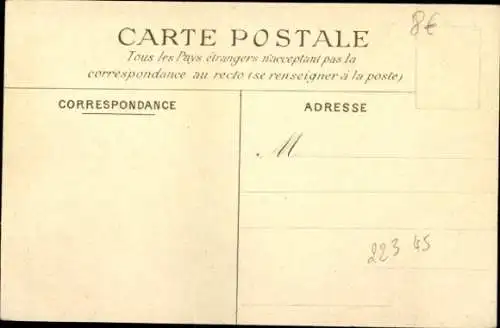 8€
CARTE POSTALE
Tous les Pays étrangers n'acceptant pas la
correspondance au recto (se renseigner à la poste)
CORRESPONDANCE
ADRESSE
M
223 45